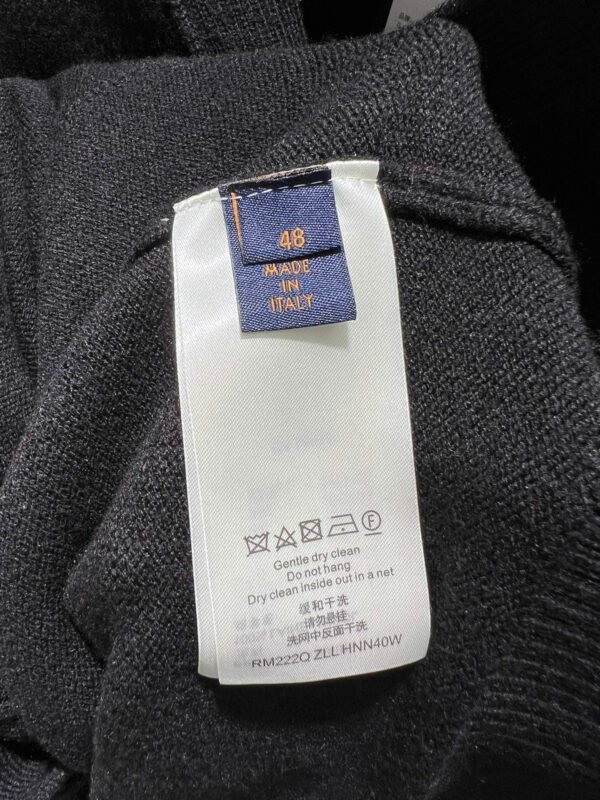 48
MADE
IN
ITALY
Gentle dry clean
Do not hang
Dry clean inside out in a net
缓和干洗
请勿悬挂
洗网中反面干洗
RM222Q ZLL HNN40W